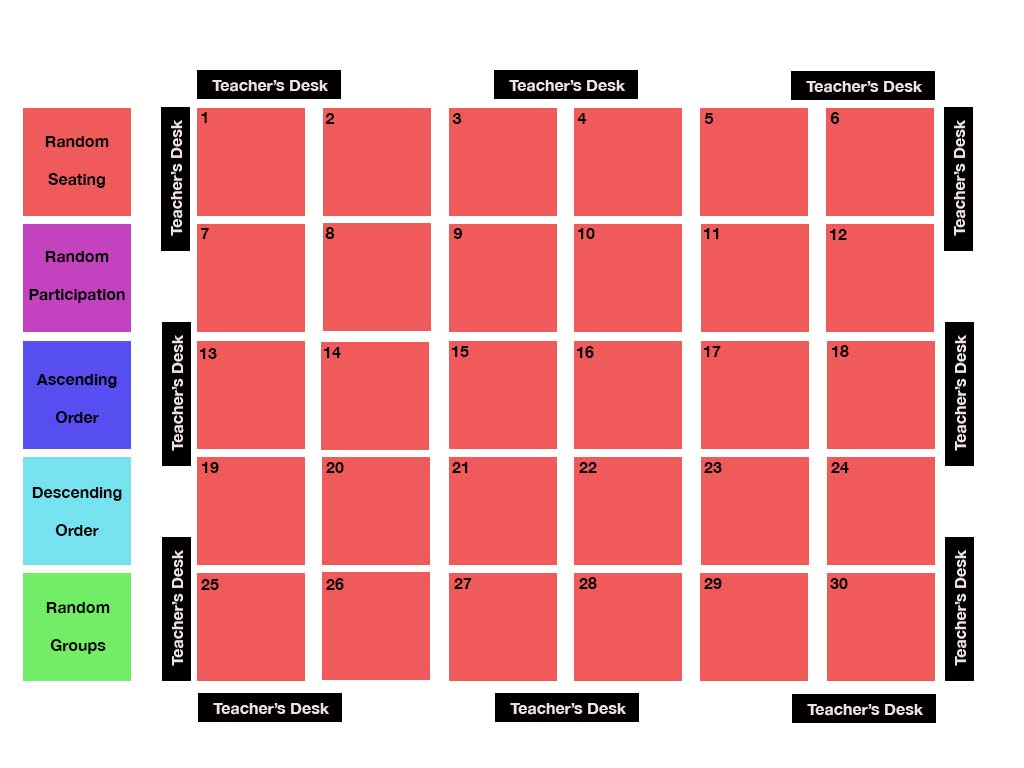 Teacher's Desk
Teacher's Desk
Teacher's Desk
Random
Seating
Teacher's Desk
1
2
3
4
5
6
Teacher's Desk
Random
Participation
7
8
9
10
11
12
Ascending
Order
Teacher's Desk
13
14
15
16
17
18
Teacher's Desk
Descending
Order
19
20
21
22
23
24
Random
Groups
Teacher's Desk
25
26
27
28
29
30
Teacher's Desk
Teacher's Desk
Teacher's Desk
Teacher's Desk